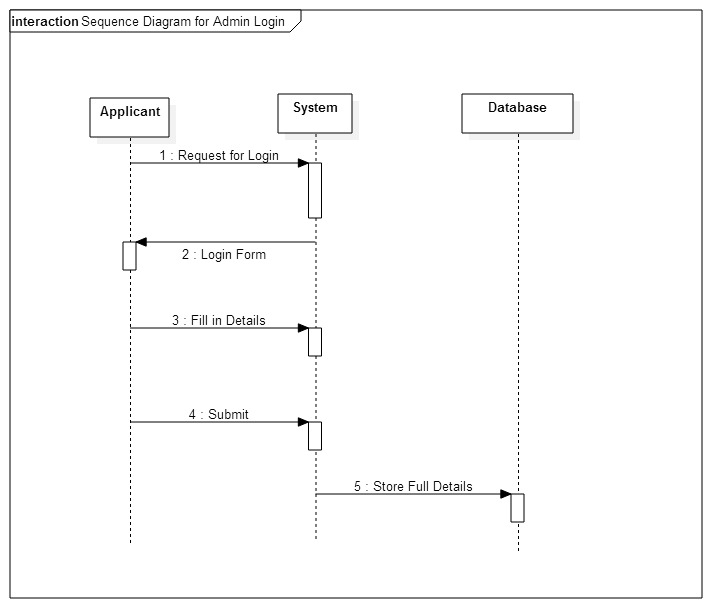 interaction Sequence Diagram for Admin Login
Applicant
System
Database
1 : Request for Login
2 : Login Form
3 : Fill in Details
4 : Submit
5 : Store Full Details